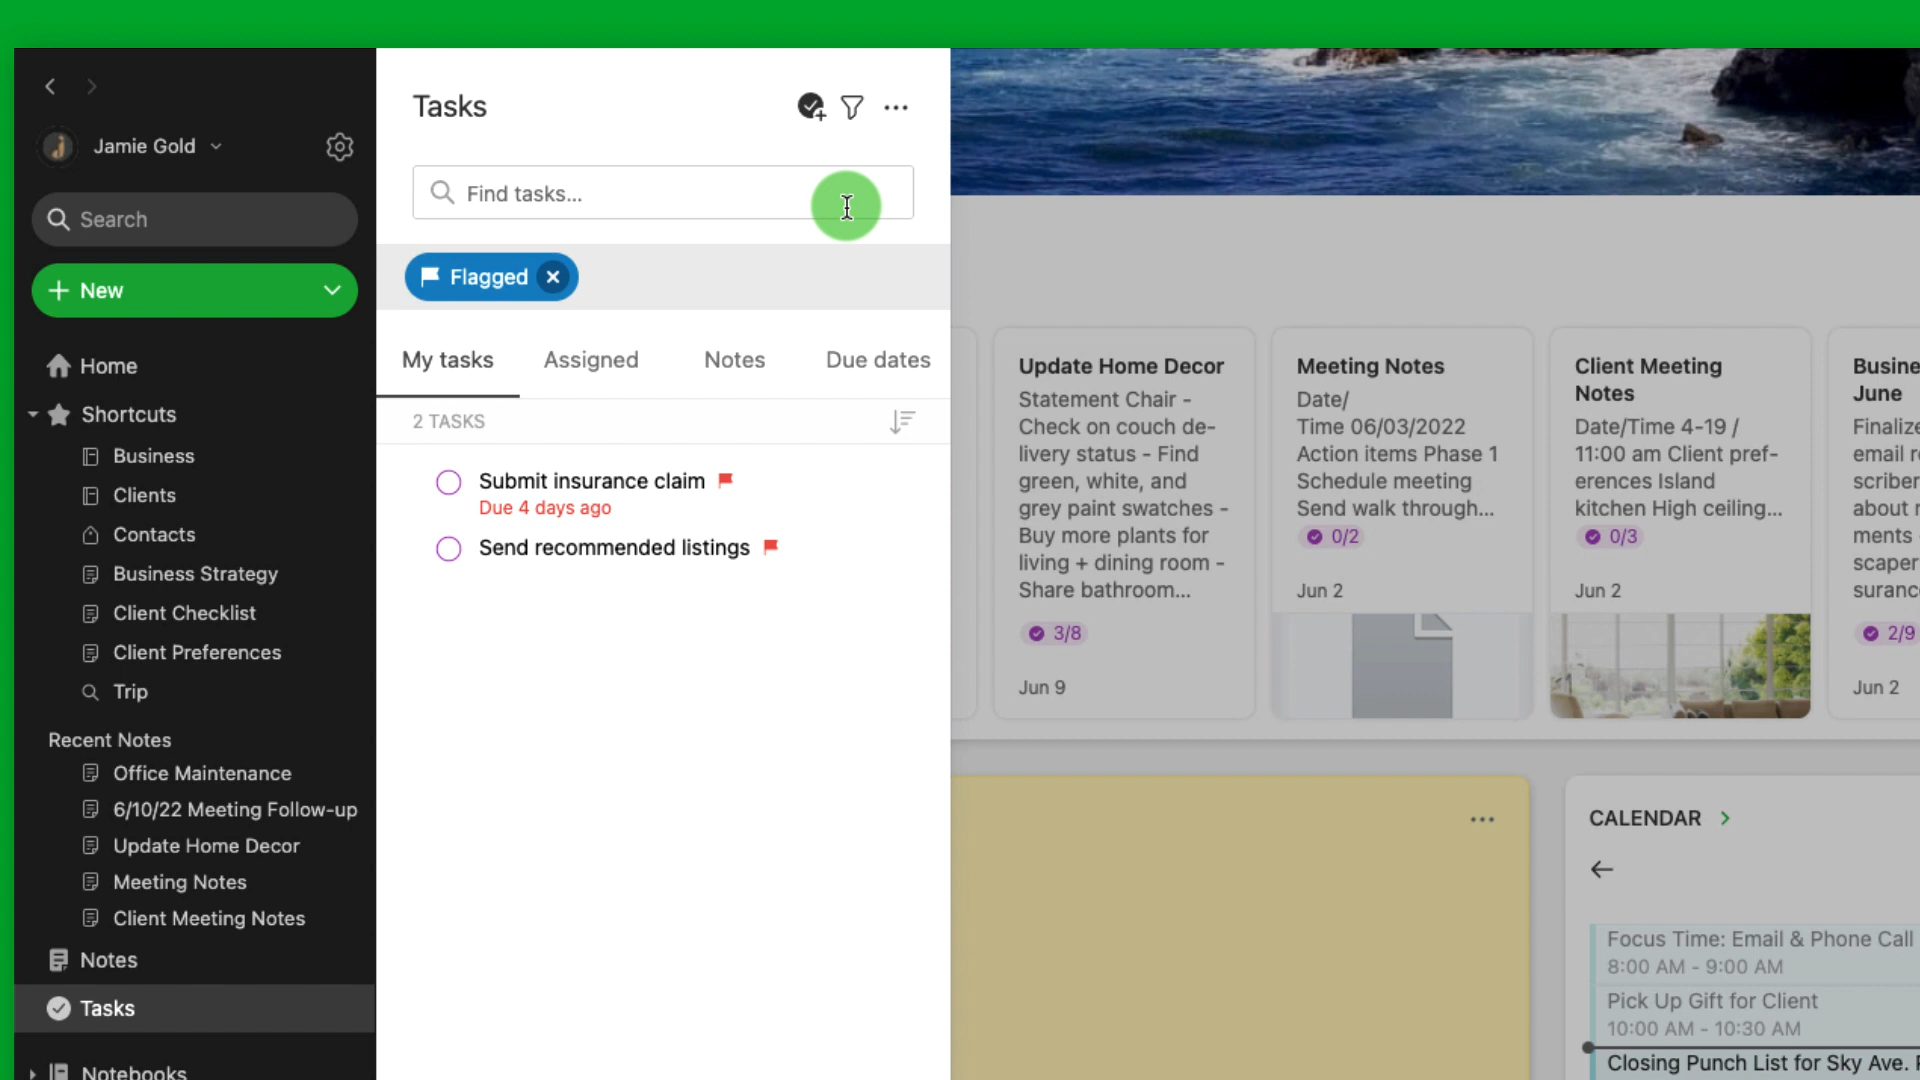 Jamie Gold
Search
New
Home
Shortcuts
Business
Clients
Contacts
Business Strategy
Client Checklist
Client Preferences
Trip
Recent Notes
Office Maintenance
6/10/22 Meeting Follow-up
Update Home Decor
Meeting Notes
Client Meeting Notes
Notes
Tasks
Notebooks
Tasks
Find tasks...
Flagged
My tasks
Assigned
Notes
Due dates
2 TASKS
Submit insurance claim
Due 4 days ago
Send recommended listings
Update Home Decor
Statement Chair -
Check on couch de-
livery status - Find
green, white, and
grey paint swatches -
Buy more plants for
living + dining room -
Share bathroom...
3/8
Jun 9
Meeting Notes
Date/
Time 06/03/2022
Action items Phase 1
Schedule meeting
Send walk through...
0/2
Jun 2
Client Meeting
Notes
Date/Time 4-19 /
11:00 am Client pref-
erences Island
kitchen High ceiling...
0/3
Jun 2
Busine
June
Finalize
email re
scriber
about
ments
scaper
suranc
2/9
Jun 2
CALENDAR
Focus Time: Email & Phone Call
8:00 AM - 9:00 AM
Pick Up Gift for Client
10:00 AM - 10:30 AM
Closing Punch List for Sky Ave.